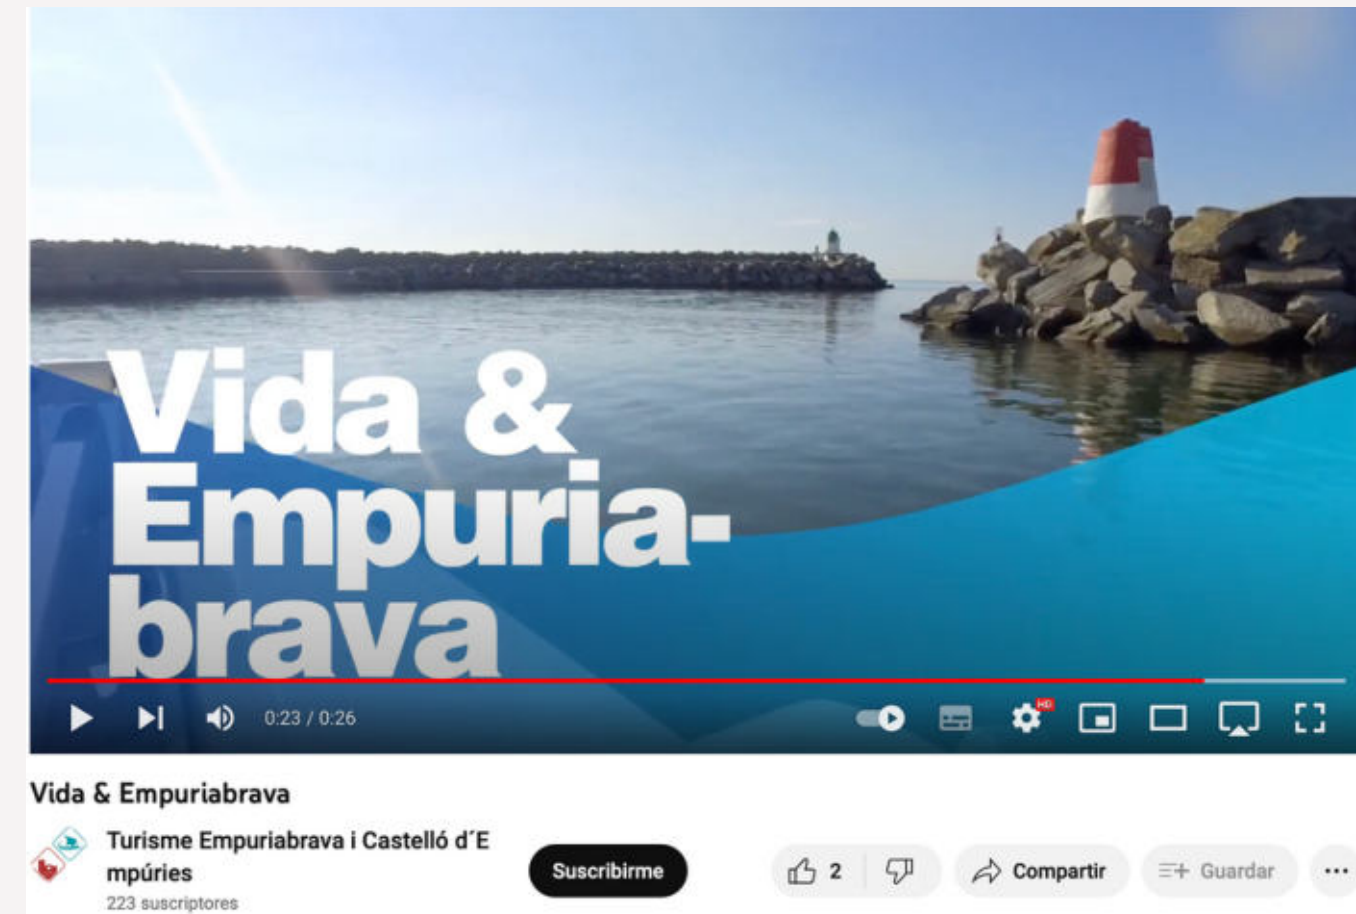 Vida &
Empuria-
brava
0:23 / 0:26
HD
Vida & Empuriabrava
Turisme Empuriabrava i Castelló d´E
mpúries
223 suscriptores
Suscribirme
2
Compartir
Guardar